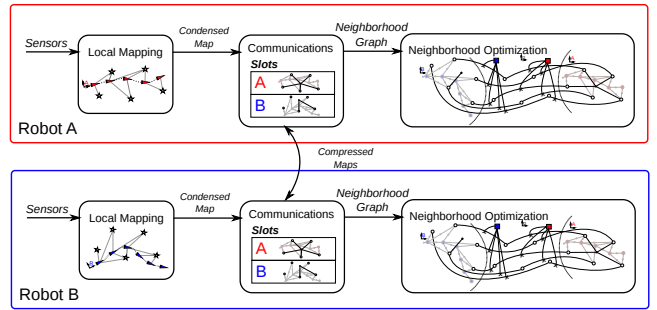 Sensors
Local Mapping
Condensed
Map
Communications
Slots
A
B
Neighborhood
Graph
Neighborhood Optimization
Robot A
Compressed
Maps
Sensors
Local Mapping
Condensed
Map
Communications
Slots
A
B
Neighborhood
Graph
Neighborhood Optimization
Robot B